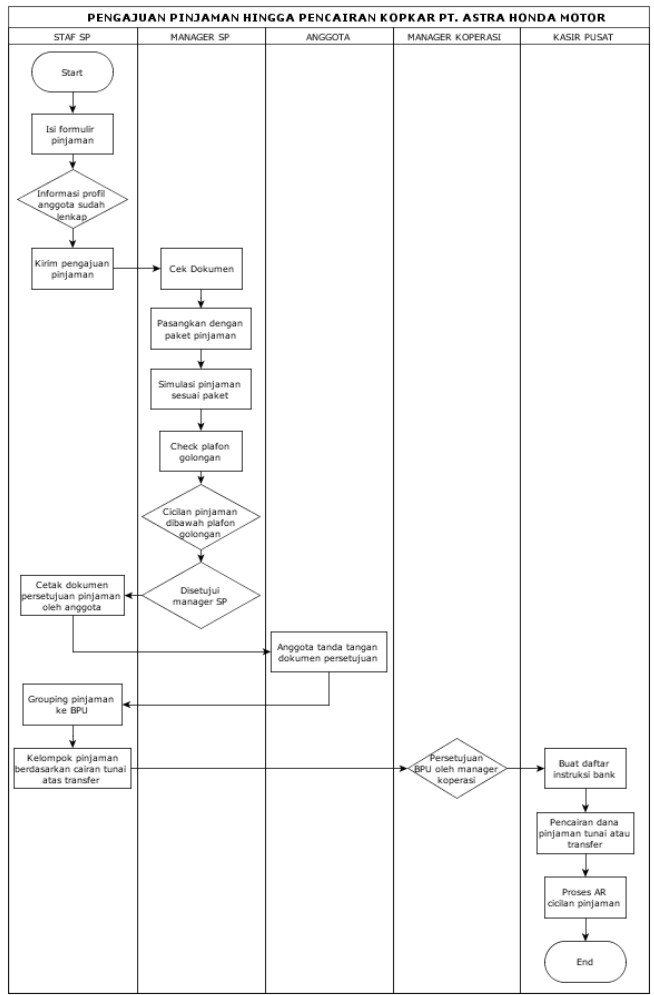 PENGAJUAN PINJAMAN HINGGA PENCAIRAN KOPKAR PT. ASTRA HONDA MOTOR
STAF SP
MANAGER SP
ANGGOTA
MANAGER KOPERASI
KASIR PUSAT
Start
Isi formulir
pinjaman
Informasi profil
anggota sudah
lenkap
Kirim pengajuan
pinjaman
Cek Dokumen
Pasangkan dengan
paket pinjaman
Simulasi pinjaman
sesuai paket
Check plafon
golongan
Cicilan pinjaman
dibawah plafon
golongan
Disetujui
manager SP
Cetak dokumen
persetujuan pinjaman
oleh anggota
Anggota tanda tangan
dokumen persetujuan
Grouping pinjaman
ke BPU
Kelompok pinjaman
berdasarkan cairan tunai
atas transfer
Persetujuan
BPU oleh manager
koperasi
Buat daftar
instruksi bank
Pencairan dana
pinjaman tunai atau
transfer
Proses AR
cicilan pinjaman
End